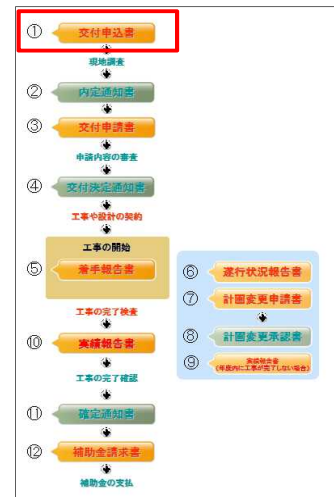 ① 交付申込書
現地調査
② 内定通知書
③ 交付申請書
申請内容の審査
④ 交付決定通知書
工事や設計の契約
工事の開始
⑤ 着手報告書
工事の完了検査
⑩ 実績報告書
工事の完了確認
⑪ 確定通知書
⑫ 補助金請求書
補助金の支払
⑥ 遂行状況報告書
⑦ 計画変更申請書
⑧ 計画変更承認書
⑨ 実績報告書
(年度内に工事が完了しない場合)